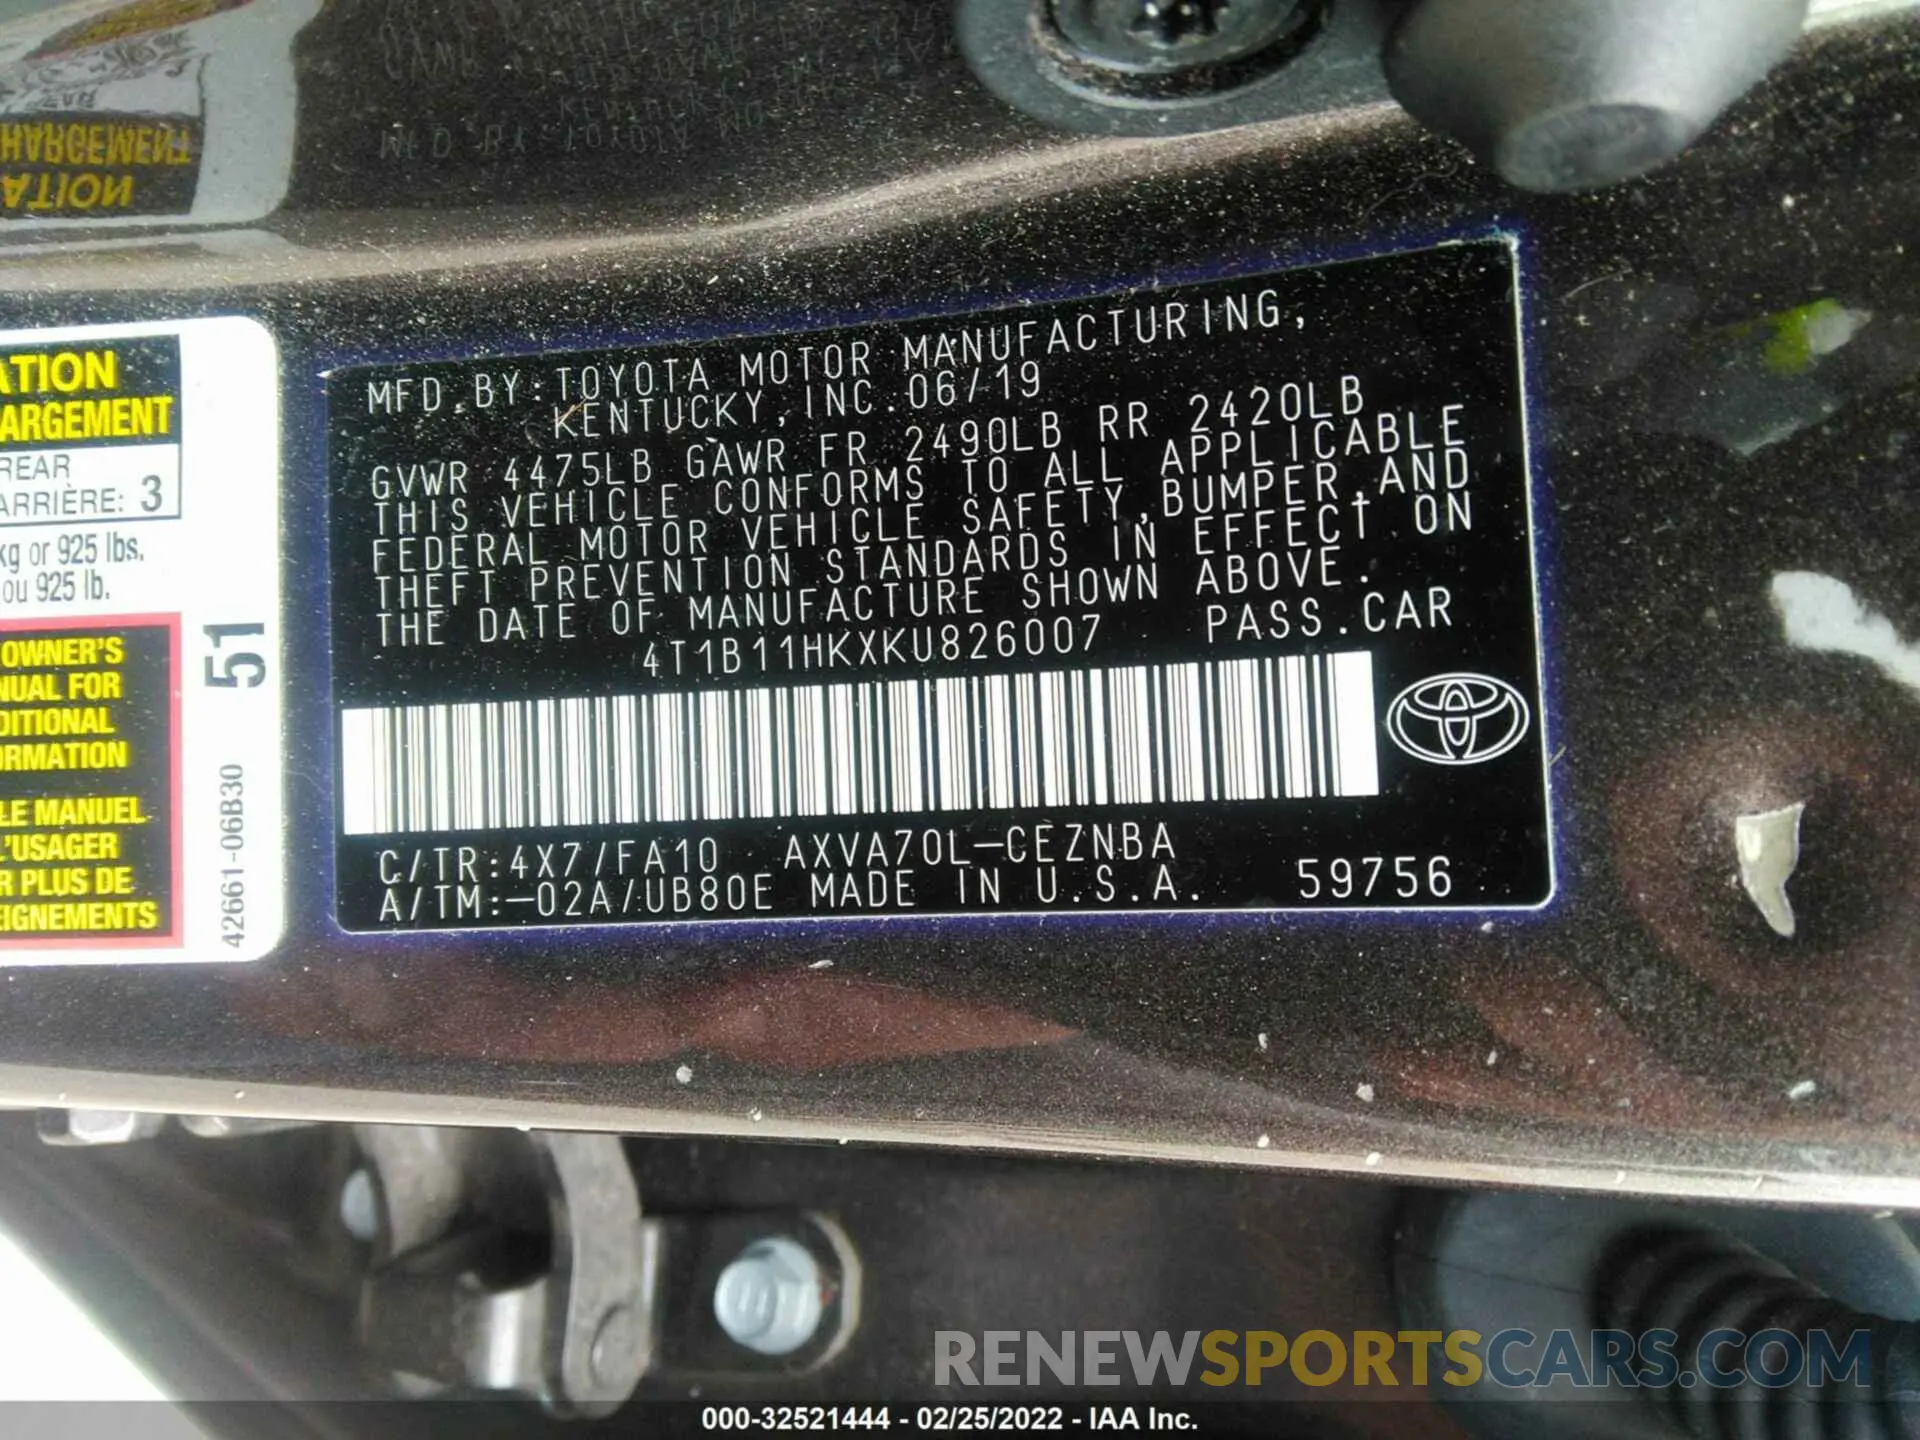 MFD.BY:TOYOTA MOTOR MANUFACTURING,
KENTUCKY, INC.06/19
GVWR 4475LB GAWR FR 2490LB RR 2420LB
THIS VEHICLE CONFORMS TO ALL APPLICABLE
FEDERAL MOTOR VEHICLE SAFETY,BUMPER,AND
THEFT PREVENTION STANDARDS IN EFFECT ON
THE DATE OF MANUFACTURE SHOWN ABOVE.
4T1B11HKXKU826007 PASS.CAR
C/TR:4X7/FA10 AXVA70L-CEZNBA
A/TM:-02A/UB80E MADE IN U.S.A. 59756
ATION
ARGEMENT
REAR
ARRIÈRE: 3
kg or 925 lbs.
ou 925 lb.
OWNER'S
NUAL FOR
DITIONAL
ORMATION
LE MANUEL
L'USAGER
R PLUS DE
EIGNEMENTS
51
42661-06B30
HARGEMENT
ATION
RENEWSPORTSCARS.COM
000-32521444 - 02/25/2022 - IAA Inc.